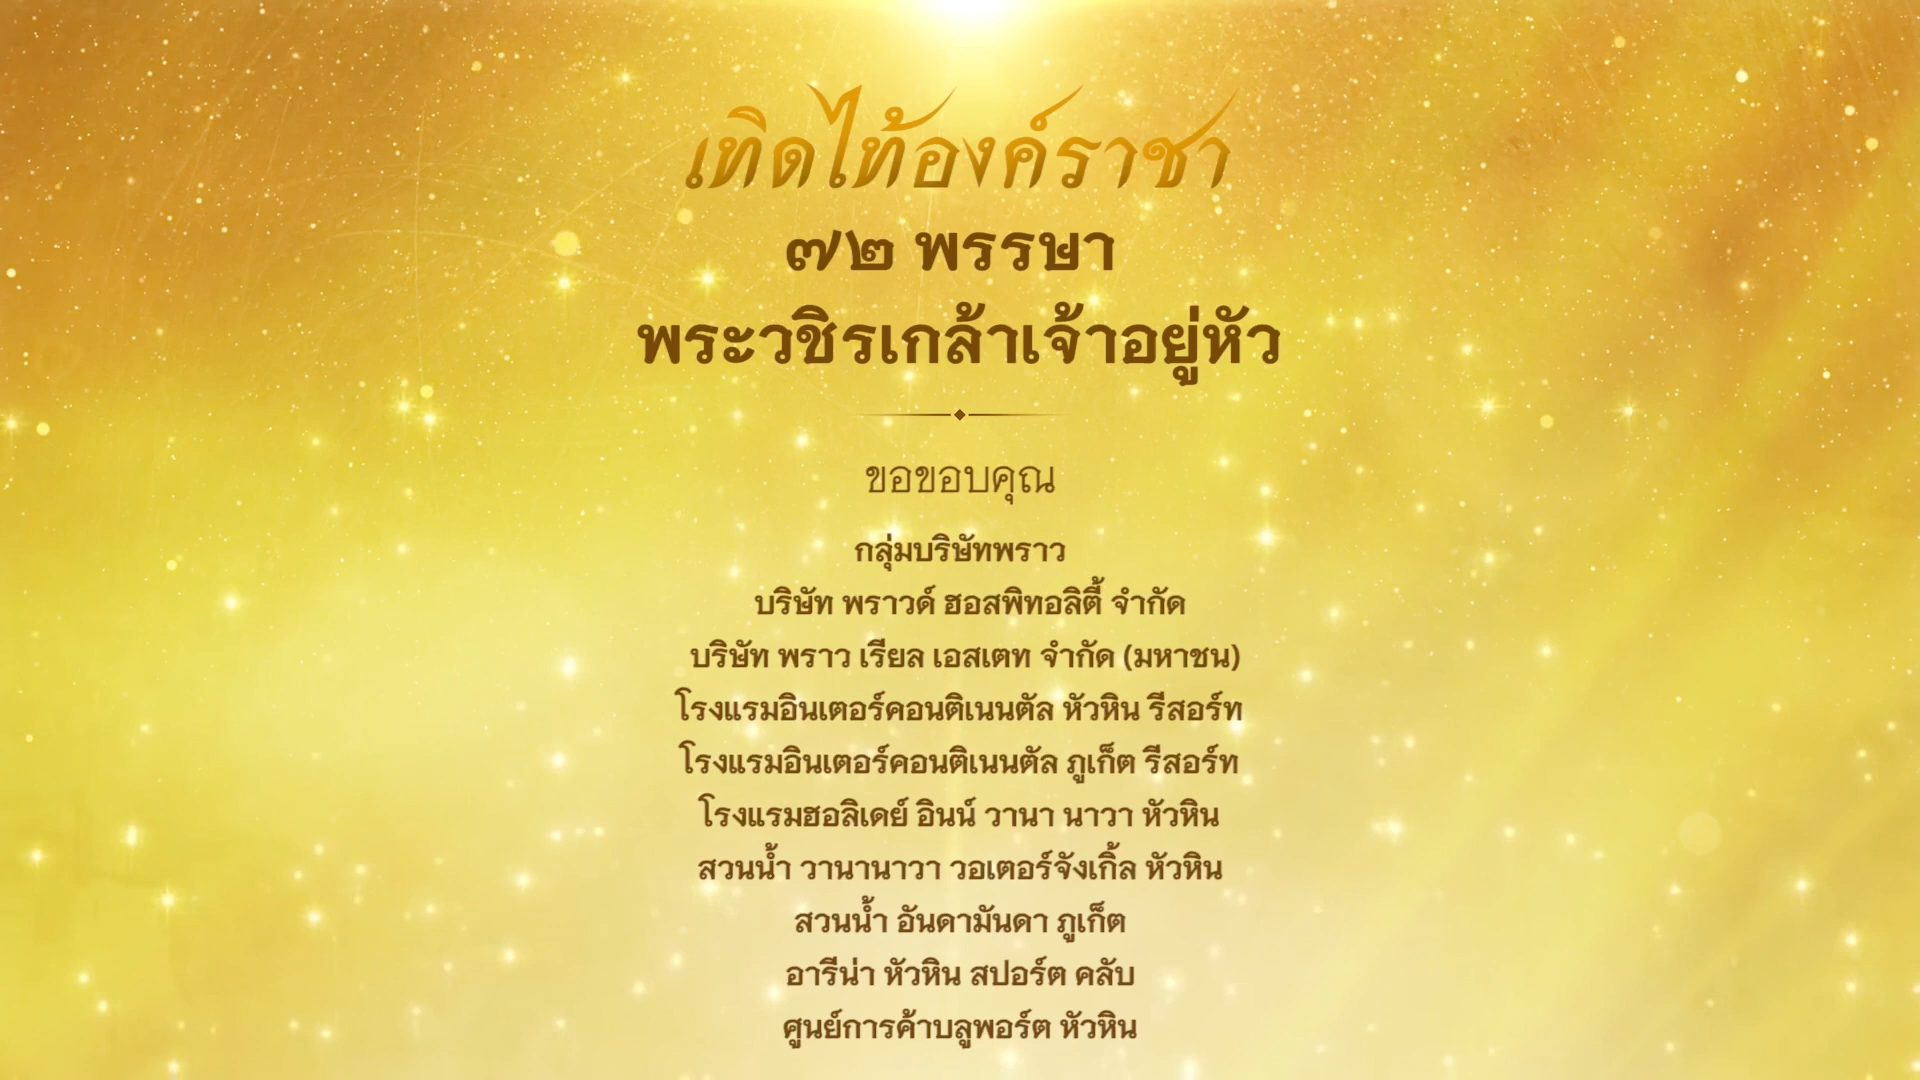 เทิดไท้องค์ราชา
๗๒ พรรษา
พระวชิรเกล้าเจ้าอยู่หัว
ขอขอบคุณ
กลุ่มบริษัทพราว
บริษัท พราวด์ ฮอสพิทอลิตี้ จำกัด
บริษัท พราว เรียล เอสเตท จำกัด (มหาชน)
โรงแรมอินเตอร์คอนติเนนตัล หัวหิน รีสอร์ท
โรงแรมอินเตอร์คอนติเนนตัล ภูเก็ต รีสอร์ท
โรงแรมฮอลิเดย์ อินน์ วานา นาวา หัวหิน
สวนน้ำ วานานาวา วอเตอร์จังเกิ้ล หัวหิน
สวนน้ำ อันดามันดา ภูเก็ต
อารีน่า หัวหิน สปอร์ต คลับ
ศูนย์การค้าบลูพอร์ต หัวหิน